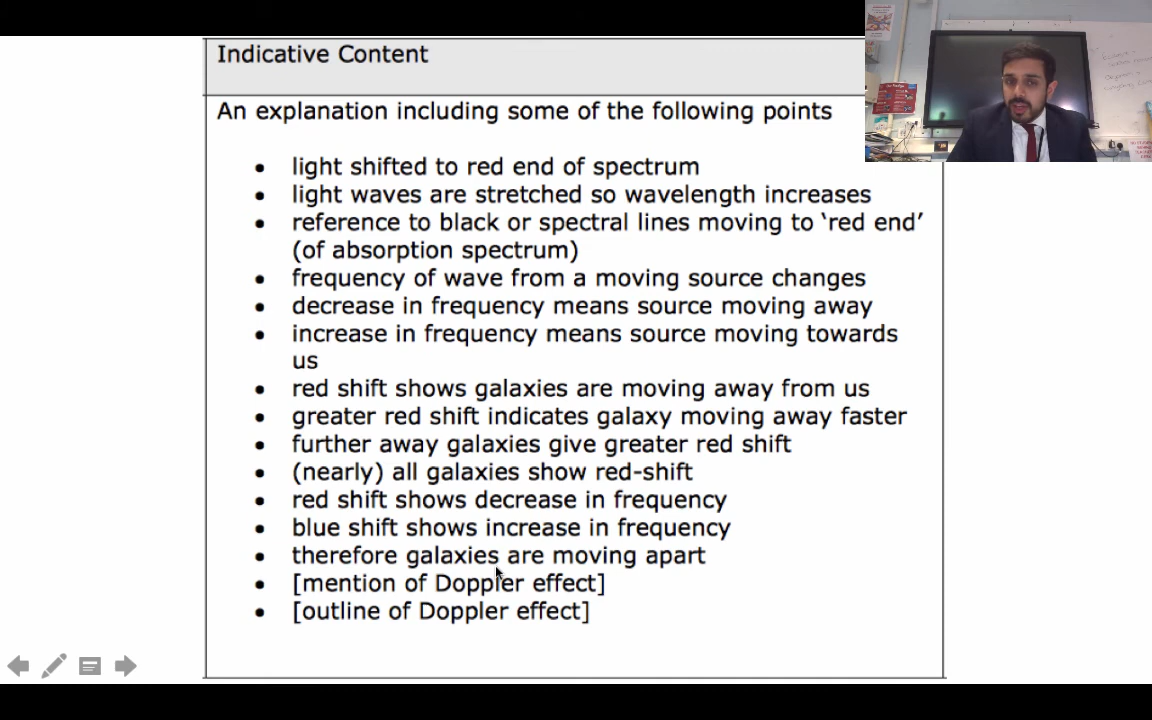 Indicative Content
An explanation including some of the following points
• light shifted to red end of spectrum
• light waves are stretched so wavelength increases
• reference to black or spectral lines moving to ‘red end’
(of absorption spectrum)
• frequency of wave from a moving source changes
• decrease in frequency means source moving away
• increase in frequency means source moving towards
us
• red shift shows galaxies are moving away from us
• greater red shift indicates galaxy moving away faster
• further away galaxies give greater red shift
• (nearly) all galaxies show red-shift
• red shift shows decrease in frequency
• blue shift shows increase in frequency
• therefore galaxies are moving apart
• [mention of Doppler effect]
• [outline of Doppler effect]